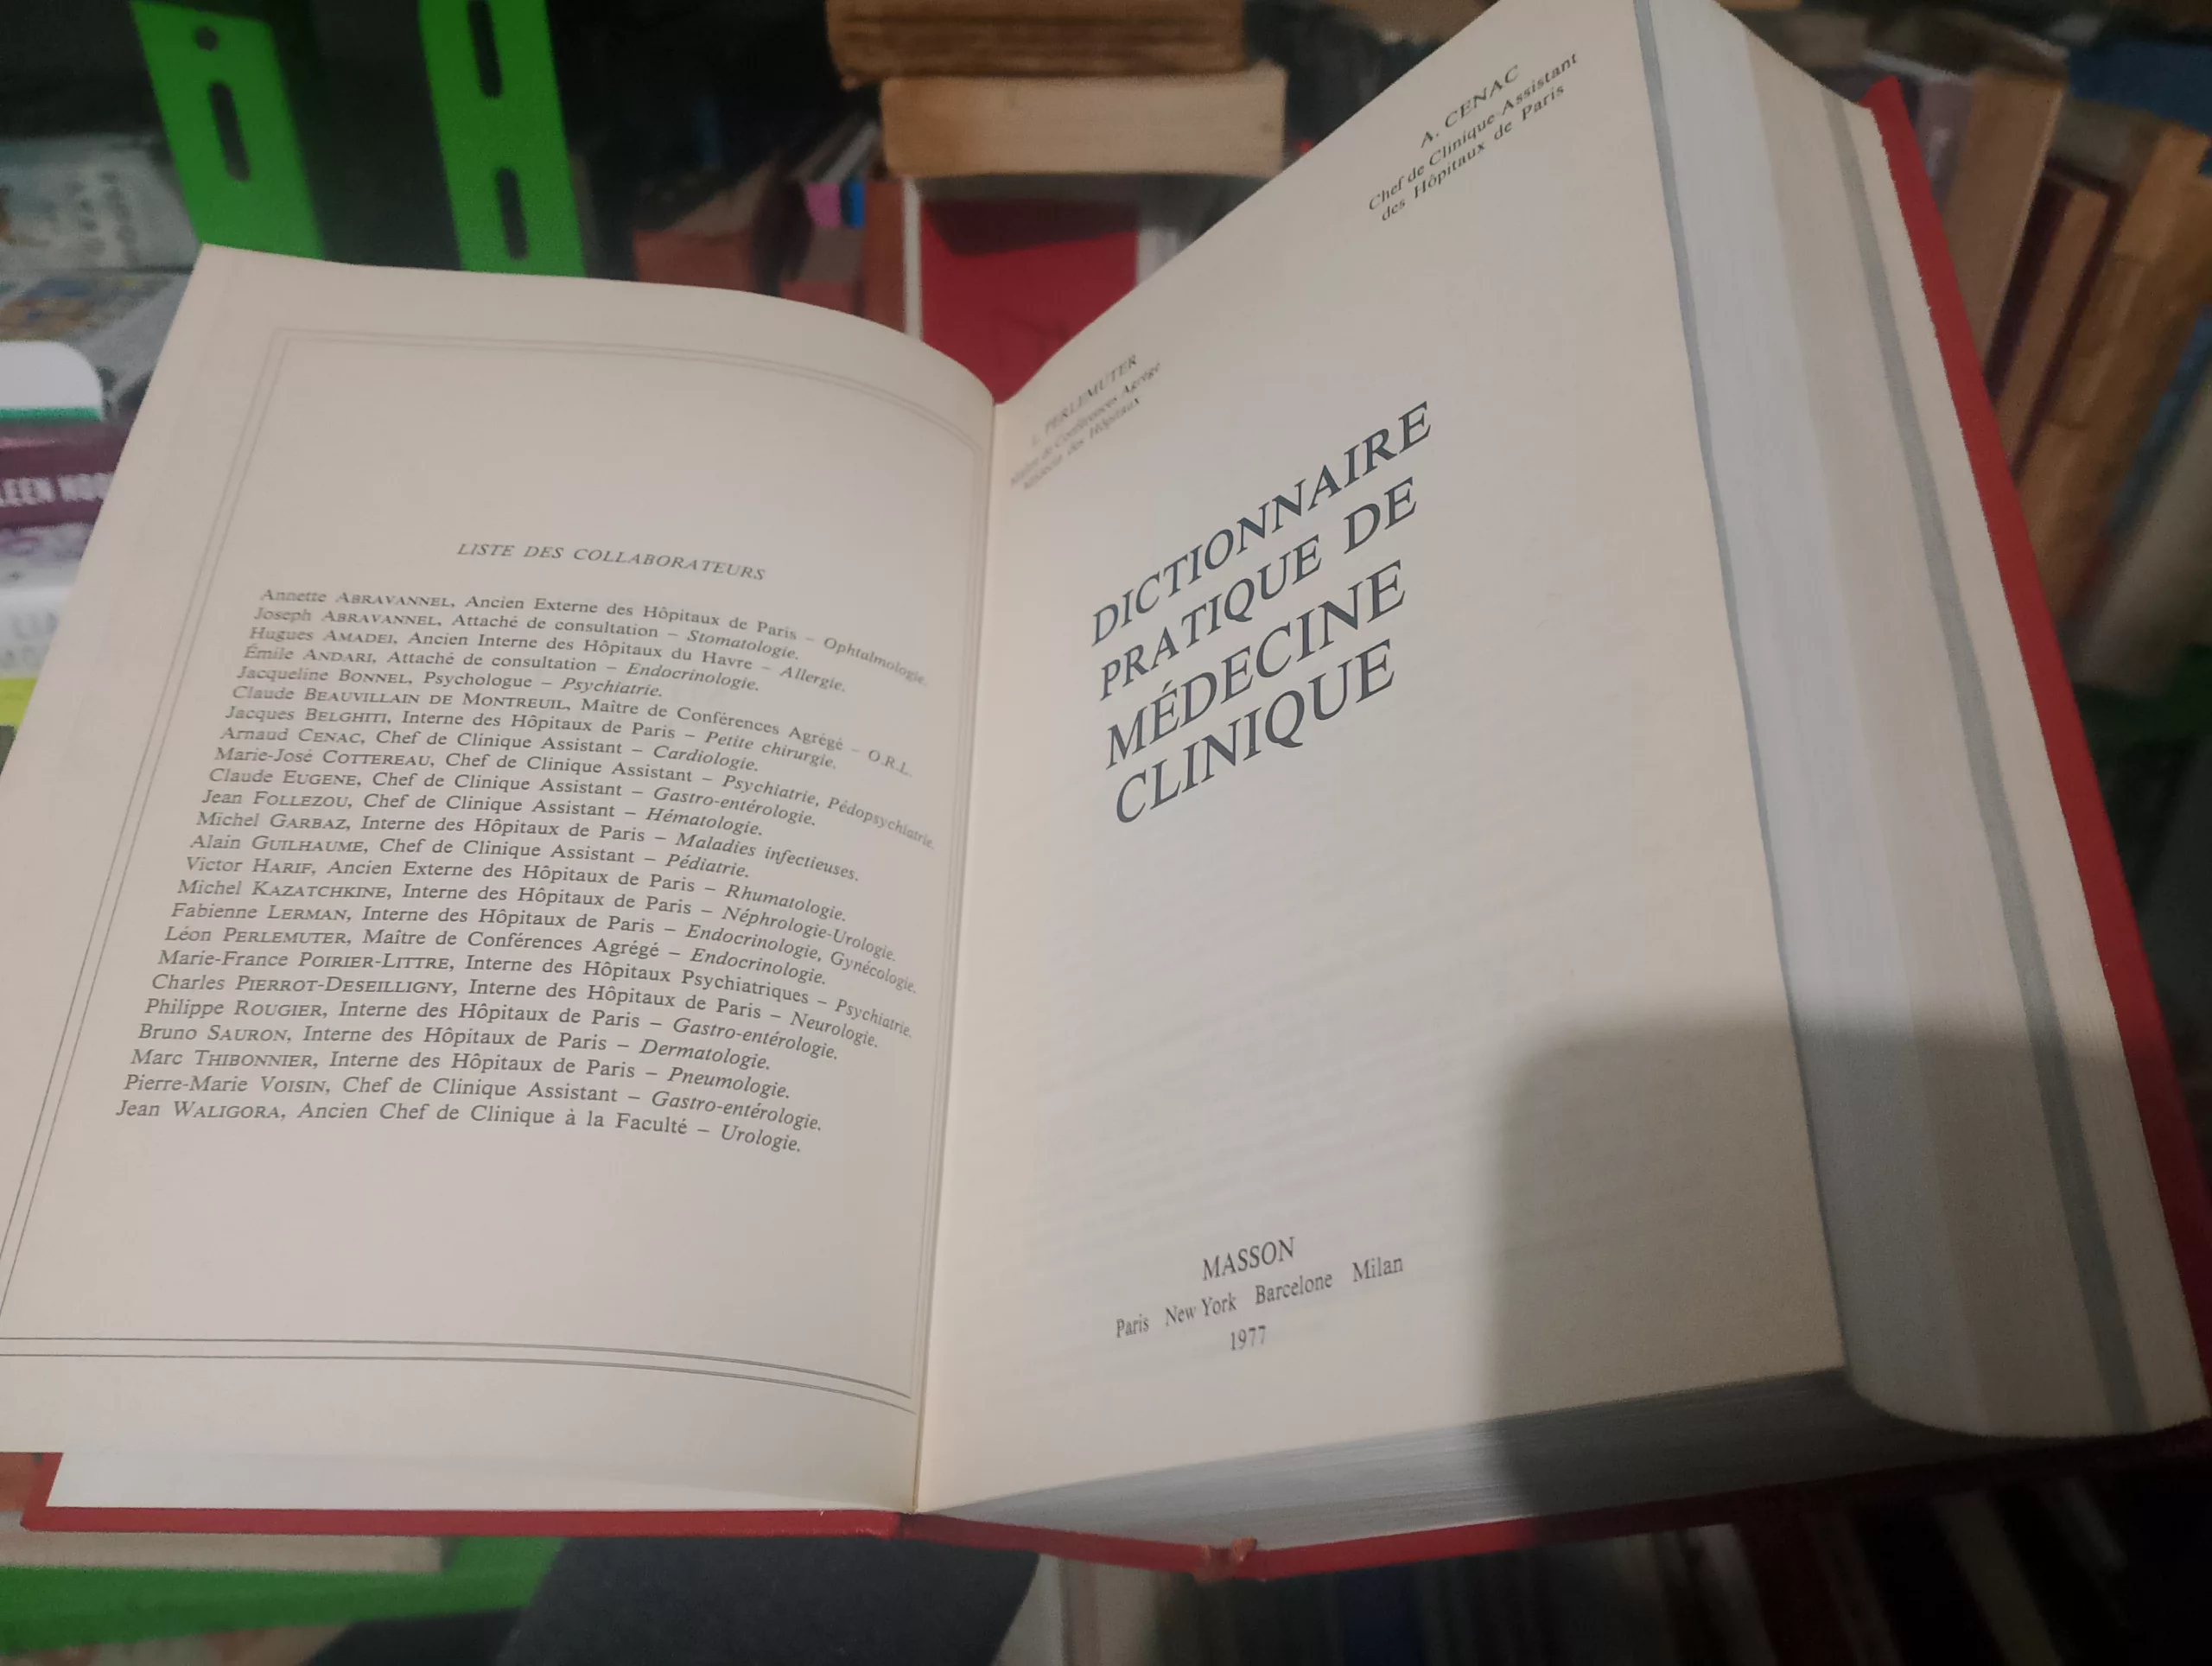 LISTE DES COLLABORATEURS
Annette ABRAVANNEL, Ancien Externe des Hôpitaux de Paris – Ophtalmologie.
Joseph ABRAVANNEL, Attaché de consultation – Stomatologie.
Hugues AMADEI, Ancien Interne des Hôpitaux du Havre – Allergie.
Émile ANDARI, Attaché de consultation – Endocrinologie.
Jacqueline BONNEL, Psychologue – Psychiatrie.
Claude BEAUVILLAIN DE MONTREUIL, Maître de Conférences Agrégé – O.R.L.
Jacques BELGHITI, Interne des Hôpitaux de Paris – Petite chirurgie.
Arnaud CENAC, Chef de Clinique Assistant – Cardiologie.
Marie-José COTTEREAU, Chef de Clinique Assistant – Psychiatrie, Pédopsychiatrie.
Claude EUGENE, Chef de Clinique Assistant – Gastro-entérologie.
Jean FOLLEZOU, Chef de Clinique Assistant – Hématologie.
Michel GARBAZ, Interne des Hôpitaux de Paris – Maladies infectieuses.
Alain GUILHAUME, Chef de Clinique Assistant – Pédiatrie.
Victor HARIF, Ancien Externe des Hôpitaux de Paris – Rhumatologie.
Michel KAZATCHKINE, Interne des Hôpitaux de Paris – Néphrologie-Urologie.
Fabienne LERMAN, Interne des Hôpitaux de Paris – Endocrinologie, Gynécologie.
Léon PERLEMUTER, Maître de Conférences Agrégé – Endocrinologie.
Marie-France POIRIER-LITTRE, Interne des Hôpitaux Psychiatriques – Psychiatrie.
Charles PIERROT-DESEILLIGNY, Interne des Hôpitaux de Paris – Neurologie.
Philippe ROUGIER, Interne des Hôpitaux de Paris – Gastro-entérologie.
Bruno SAURON, Interne des Hôpitaux de Paris – Dermatologie.
Marc THIBONNIER, Interne des Hôpitaux de Paris – Pneumologie.
Pierre-Marie VOISIN, Chef de Clinique Assistant – Gastro-entérologie.
Jean WALIGORA, Ancien Chef de Clinique à la Faculté – Urologie.
L. PERLEMUTER
Maître de Conférences Agrégé
Médecin des Hôpitaux
A. CENAC
Chef de Clinique-Assistant
des Hôpitaux de Paris
DICTIONNAIRE
PRATIQUE DE
MÉDECINE
CLINIQUE
MASSON
Paris New York Barcelone Milan
1977